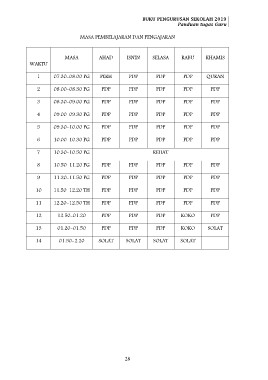 BUKU PENGURUSAN SEKOLAH 2019
Panduan tugas Guru
MASA PEMBELAJARAN DAN PENGAJARAN
WAKTU MASA AHAD ISNIN SELASA RABU KHAMIS
1 07.30-08.00 PG PDP PDP PDP QURAN
2 08.00-08.30 PG PDP PDP PDP PDP PDP
3 08.30-09.00 PG PDP PDP PDP PDP PDP
4 09.00-09.30 PG PDP PDP PDP PDP PDP
5 09.30-10.00 PG PDP PDP PDP PDP PDP
6 10.00-10.30 PG PDP PDP PDP PDP PDP
7 10.30-10.50 PG REHAT
8 10.50-11.20 PG PDP PDP PDP PDP PDP
9 11.20-11.50 PG PDP PDP PDP PDP PDP
10 11.50-12.20 TH PDP PDP PDP PDP PDP
11 12.20-12.50 TH PDP PDP PDP PDP PDP
12 12.50-01.20 PDP PDP PDP KOKO PDP
13 01.20-01.50 PDP PDP PDP KOKO SOLAT
14 01.50-2.20 SOLAT SOLAT SOLAT SOLAT